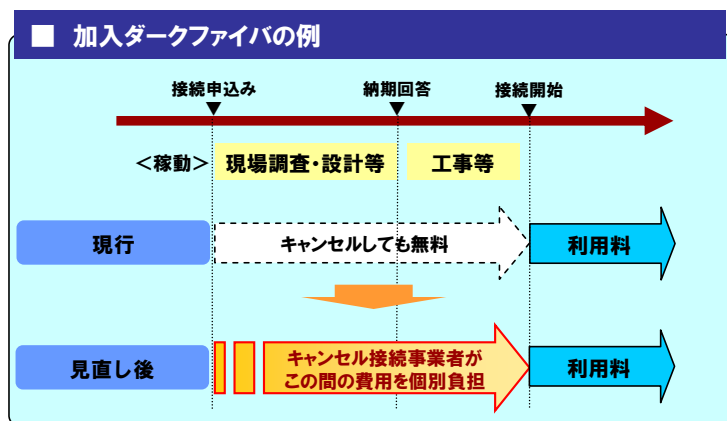 ■ 加入ダークファイバの例
接続申込み 納期回答 接続開始
＜稼動＞ 現場調査・設計等 工事等
現行 キャンセルしても無料 利用料
見直し後 キャンセル接続事業者が
この間の費用を個別負担 利用料